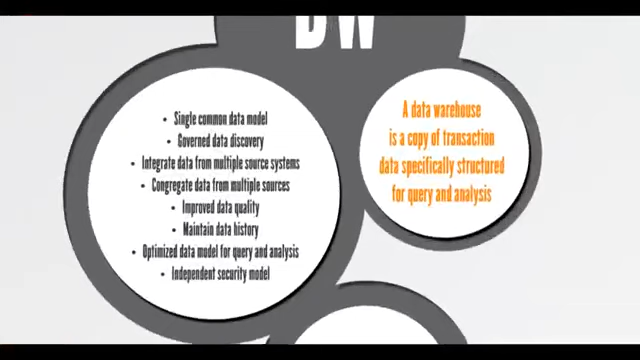 DW
• Single common data model
• Governed data discovery
• Integrate data from multiple source systems
• Congregate data from multiple sources
• Improved data quality
• Maintain data history
• Optimized data model for query and analysis
• Independent security model
A data warehouse
is a copy of transaction
data specifically structured
for query and analysis